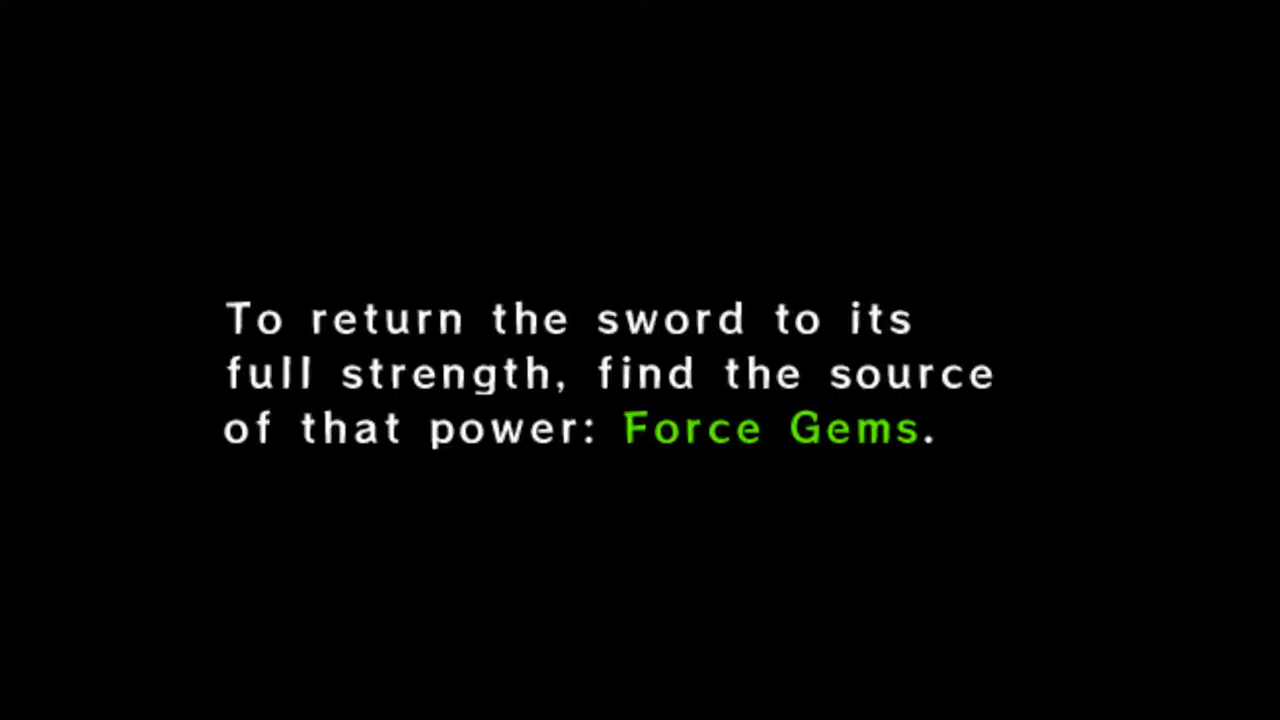 To return the sword to its
full strength, find the source
of that power: Force Gems.